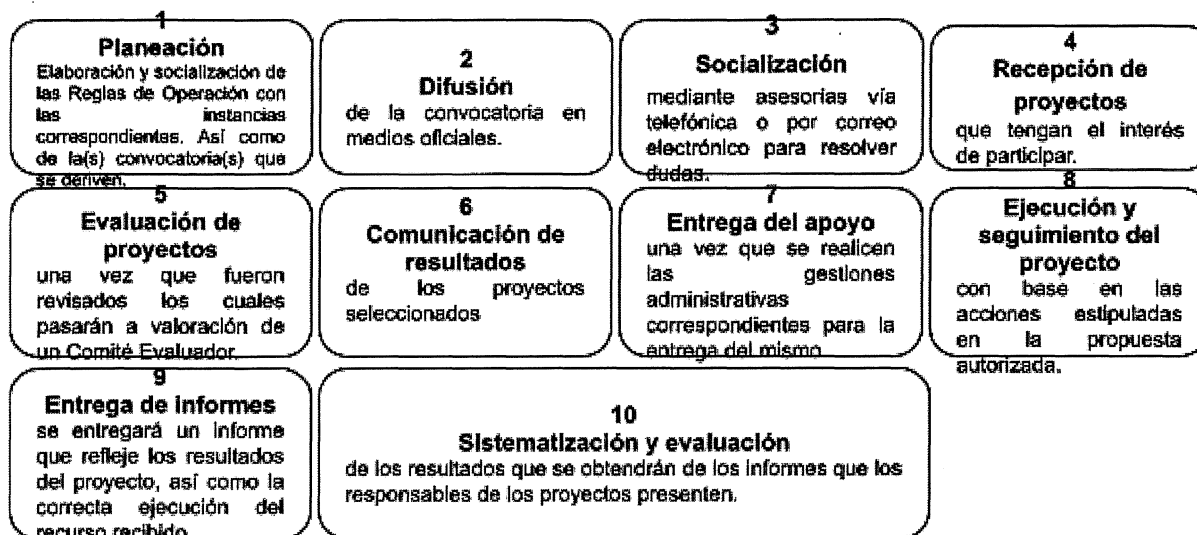 1
Planeación
Elaboración y socialización de
las Reglas de Operación con
las instancias
correspondientes. Así como
de la(s) convocatoria(s) que
se deriven.
2
Difusión
de la convocatoria en
medios oficiales.
3
Socialización
mediante asesorías vía
telefónica o por correo
electrónico para resolver
dudas.
4
Recepción de
proyectos
que tengan el interés
de participar.
5
Evaluación de
proyectos
una vez que fueron
revisados los cuales
pasarán a valoración de
un Comité Evaluador.
6
Comunicación de
resultados
de los proyectos
seleccionados
7
Entrega del apoyo
una vez que se realicen
las gestiones
administrativas
correspondientes para la
entrega del mismo
8
Ejecución y
seguimiento del
proyecto
con base en las
acciones estipuladas
en la propuesta
autorizada.
9
Entrega de informes
se entregará un informe
que refleje los resultados
del proyecto, así como la
correcta ejecución del
recurso recibido
10
Sistematización y evaluación
de los resultados que se obtendrán de los informes que los
responsables de los proyectos presenten.